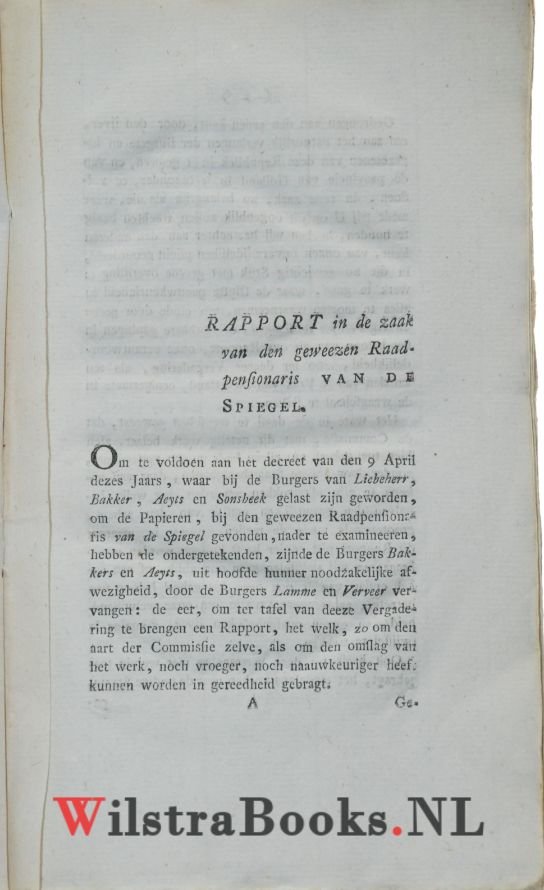 RAPPORT in de zaak
van den geweezen Raad-
penſionaris VAN DE
SPIEGEL.
Om te voldoen aan het decreet van den 9 April
dezes Jaars, waar bij de Burgers van Liebeherr,
Bakker, Aeyts en Sonsbeek gelast zijn geworden,
om de Papieren, bij den geweezen Raadpenſiona-
ris van de Spiegel gevonden, nader te examineeren,
hebben de ondergetekenden, zijnde de Burgers Bak-
kers en Aeyts, uit hoofde hunner noodzakelijke af-
wezigheid, door de Burgers Lamme en Verveer ver-
vangen: de eer, om ter tafel van deeze Vergade-
ring te brengen een Rapport, het welk, zo om den
aart der Commisſie zelve, als om den omſlag van
het werk, noch vroeger, noch naauwkeuriger heeft
kunnen worden in gereedheid gebragt.
A Ge-
WilstraBooks.NL